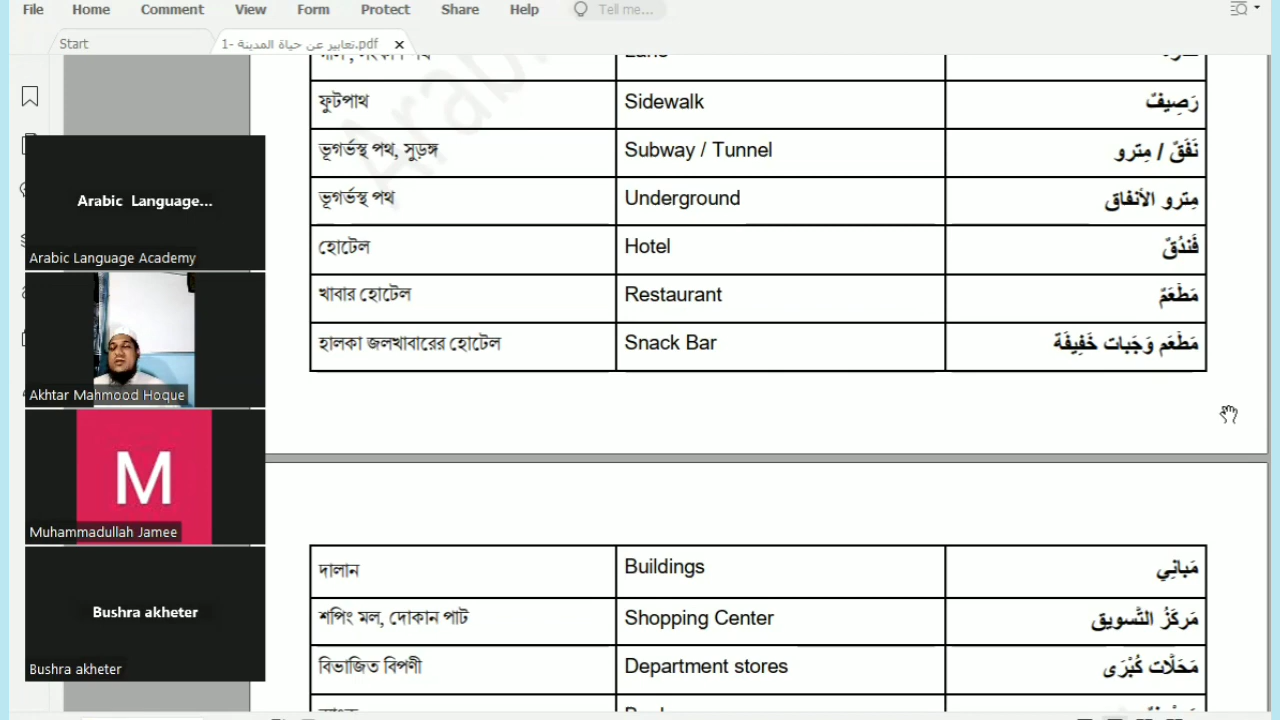 File Home Comment View Form Protect Share Help Tell me...
Start 1- تعابير عن حياة المدينة.pdf
Lane
ফুটপাথ Sidewalk رَصِيفٌ
ভূগর্ভস্থ পথ, সুড়ঙ্গ Subway / Tunnel نَفَقٌ / مِترو
ভূগর্ভস্থ পথ Underground مِترو الأنفاق
হোটেল Hotel فَندُقٌ
খাবার হোটেল Restaurant مَطْعَمٌ
হালকা জলখাবারের হোটেল Snack Bar مَطْعَم وَجَبات خَفِيفَة
Arabic Language...
Arabic Language Academy
Akhtar Mahmood Hoque
M
Muhammadullah Jamee
Bushra akheter
Bushra akheter
দালান Buildings مَبانِي
শপিং মল, দোকান পাট Shopping Center مَركَزُ التَّسويق
বিভাজিত বিপণী Department stores مَحَلّات كُبْرَى